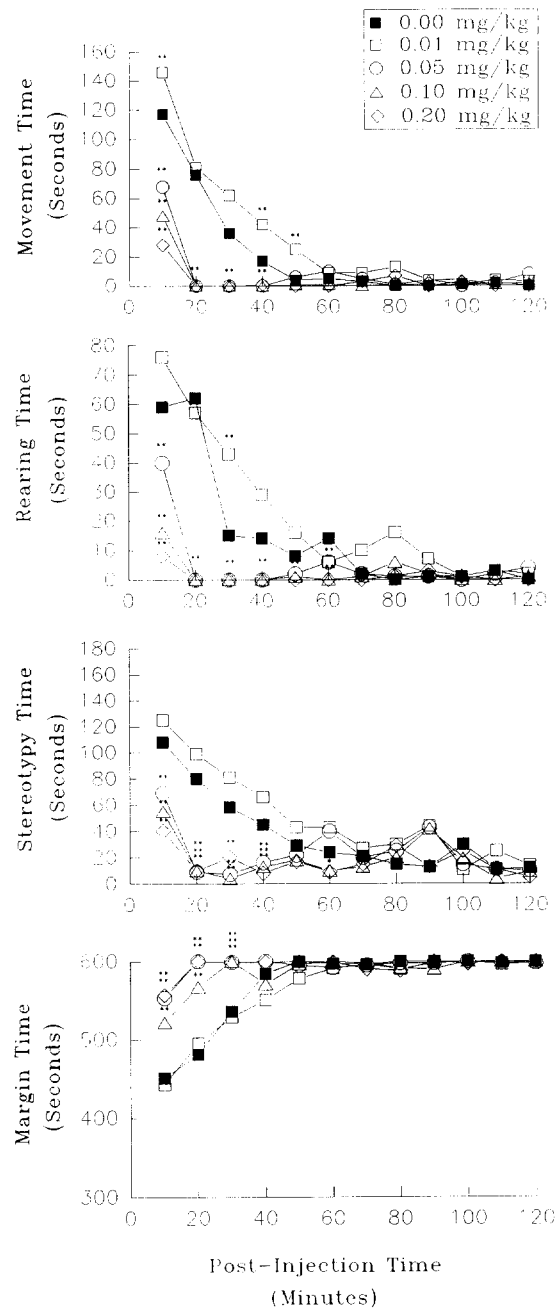 0.00 mg/kg
0.01 mg/kg
0.05 mg/kg
0.10 mg/kg
0.20 mg/kg
Movement Time
(Seconds)
160
140
120
100
80
60
40
20
0
0 20 40 60 80 100 120
Rearing Time
(Seconds)
80
70
60
50
40
30
20
10
0
0 20 40 60 80 100 120
Stereotypy Time
(Seconds)
180
160
140
120
100
80
60
40
20
0
0 20 40 60 80 100 120
Margin Time
(Seconds)
600
500
400
300
0 20 40 60 80 100 120
Post-Injection Time
(Minutes)